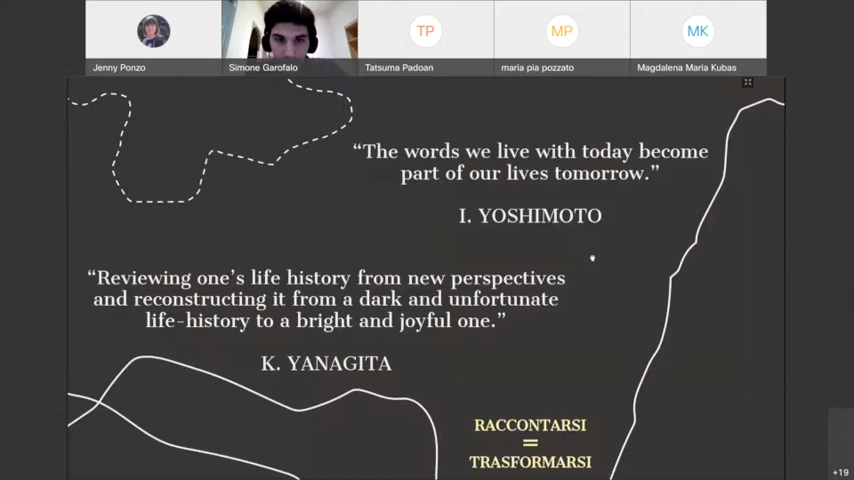 TP
MP
MK
Jenny Ponzo
Simone Garofalo
Tatsuma Padoan
maria pia pozzato
Magdalena Maria Kubas
“The words we live with today become
part of our lives tomorrow.”
I. YOSHIMOTO
“Reviewing one’s life history from new perspectives
and reconstructing it from a dark and unfortunate
life-history to a bright and joyful one.”
K. YANAGITA
RACCONTARSI
=
TRASFORMARSI
+19